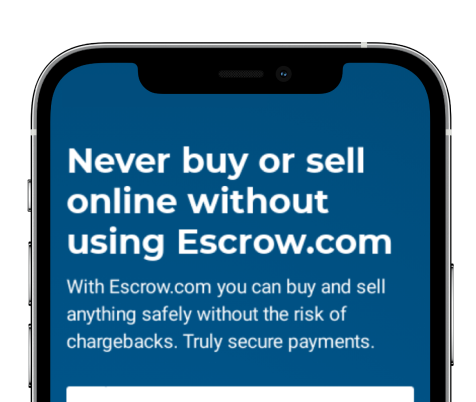 Never buy or sell
online without
using Escrow.com
With Escrow.com you can buy and sell
anything safely without the risk of
chargebacks. Truly secure payments.